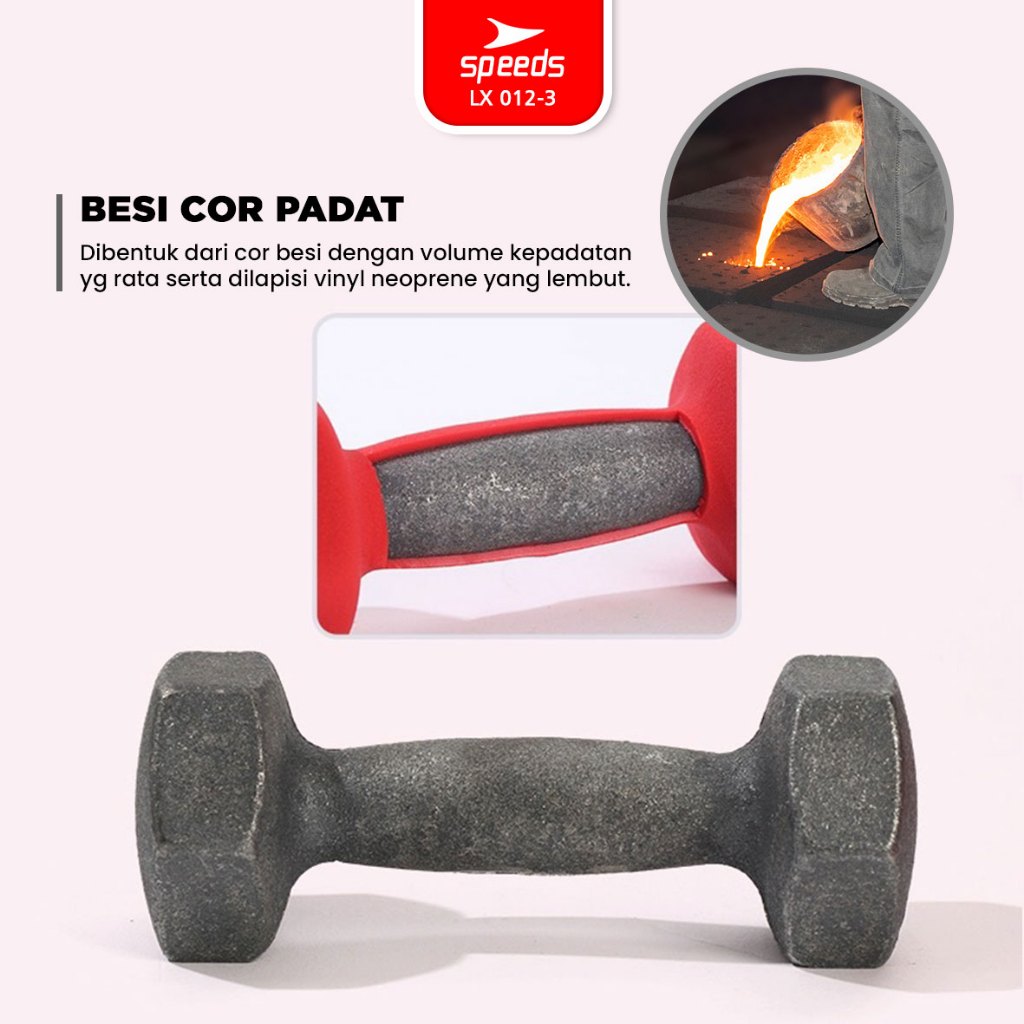 speeds
LX 012-3
BESI COR PADAT
Dibentuk dari cor besi dengan volume kepadatan
yg rata serta dilapisi vinyl neoprene yang lembut.